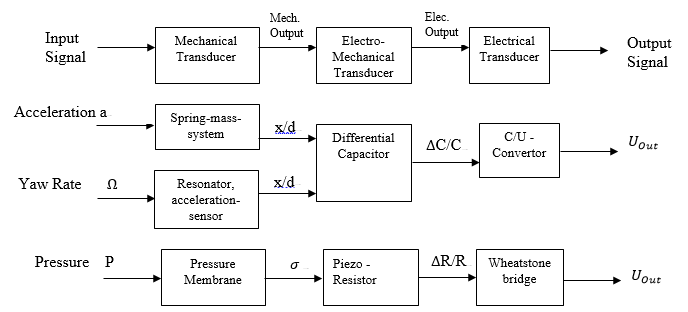 Input
Signal
Mechanical
Transducer
Mech.
Output
Electro-
Mechanical
Transducer
Elec.
Output
Electrical
Transducer
Output
Signal
Acceleration a
Spring-mass-
system
x/d
Differential
Capacitor
ΔC/C
C/U -
Convertor
U_Out
Yaw Rate Ω
Resonator,
acceleration-
sensor
x/d
Pressure P
Pressure
Membrane
σ
Piezo -
Resistor
ΔR/R
Wheatstone
bridge
U_Out